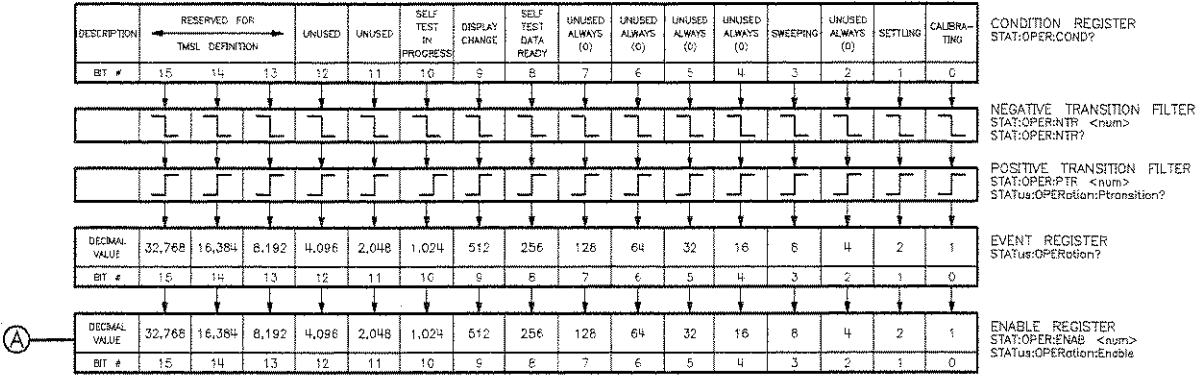 DESCRIPTION RESERVED FOR TMSL DEFINITION UNUSED UNUSED SELF TEST IN PROGRESS DISPLAY CHANGE SELF TEST DATA READY UNUSED ALWAYS (0) UNUSED ALWAYS (0) UNUSED ALWAYS (0) UNUSED ALWAYS (0) SWEEPING UNUSED ALWAYS (0) SETTLING CALIBRA-TING
BIT # 15 14 13 12 11 10 9 8 7 6 5 4 3 2 1 0
CONDITION REGISTER
STAT:OPER:COND?
NEGATIVE TRANSITION FILTER
STAT:OPER:NTR <num>
STAT:OPER:NTR?
POSITIVE TRANSITION FILTER
STAT:OPER:PTR <num>
STATus:OPERation:Ptransition?
DECIMAL VALUE 32,768 16,384 8,192 4,096 2,048 1,024 512 256 128 64 32 16 8 4 2 1
BIT # 15 14 13 12 11 10 9 8 7 6 5 4 3 2 1 0
EVENT REGISTER
STATus:OPERation?
A
DECIMAL VALUE 32,768 16,384 8,192 4,096 2,048 1,024 512 256 128 64 32 16 8 4 2 1
BIT # 15 14 13 12 11 10 9 8 7 6 5 4 3 2 1 0
ENABLE REGISTER
STAT:OPER:ENAB <num>
STATus:OPERation:Enable